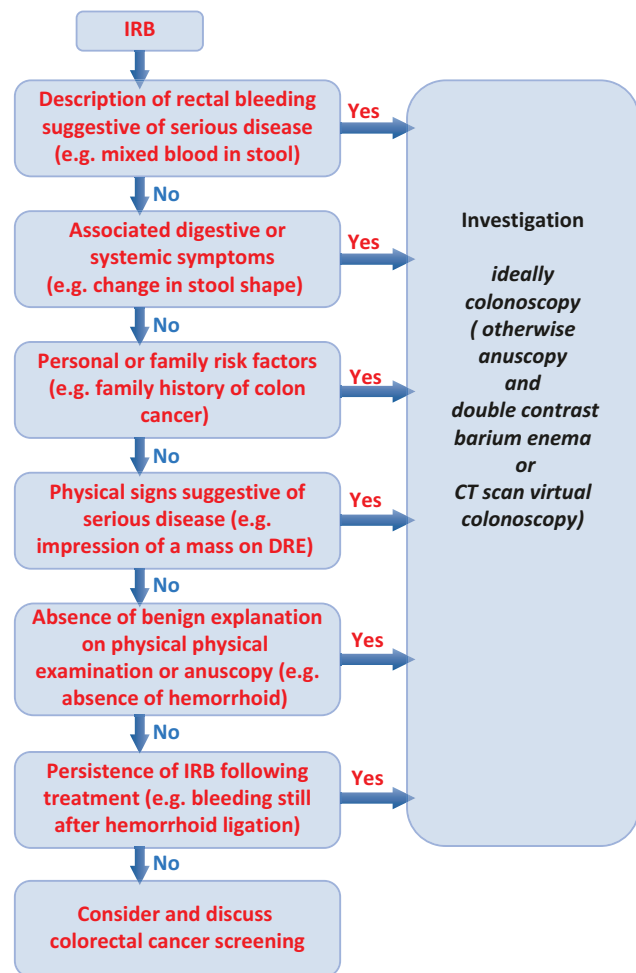 IRB
Description of rectal bleeding
suggestive of serious disease
(e.g. mixed blood in stool)
Yes
No
Associated digestive or
systemic symptoms
(e.g. change in stool shape)
Yes
No
Personal or family risk factors
(e.g. family history of colon
cancer)
Yes
No
Physical signs suggestive of
serious disease (e.g.
impression of a mass on DRE)
Yes
No
Absence of benign explanation
on physical physical
examination or anuscopy (e.g.
absence of hemorrhoid)
Yes
No
Persistence of IRB following
treatment (e.g. bleeding still
after hemorrhoid ligation)
Yes
No
Consider and discuss
colorectal cancer screening
Investigation
ideally
colonoscopy
( otherwise
anuscopy
and
double contrast
barium enema
or
CT scan virtual
colonoscopy)